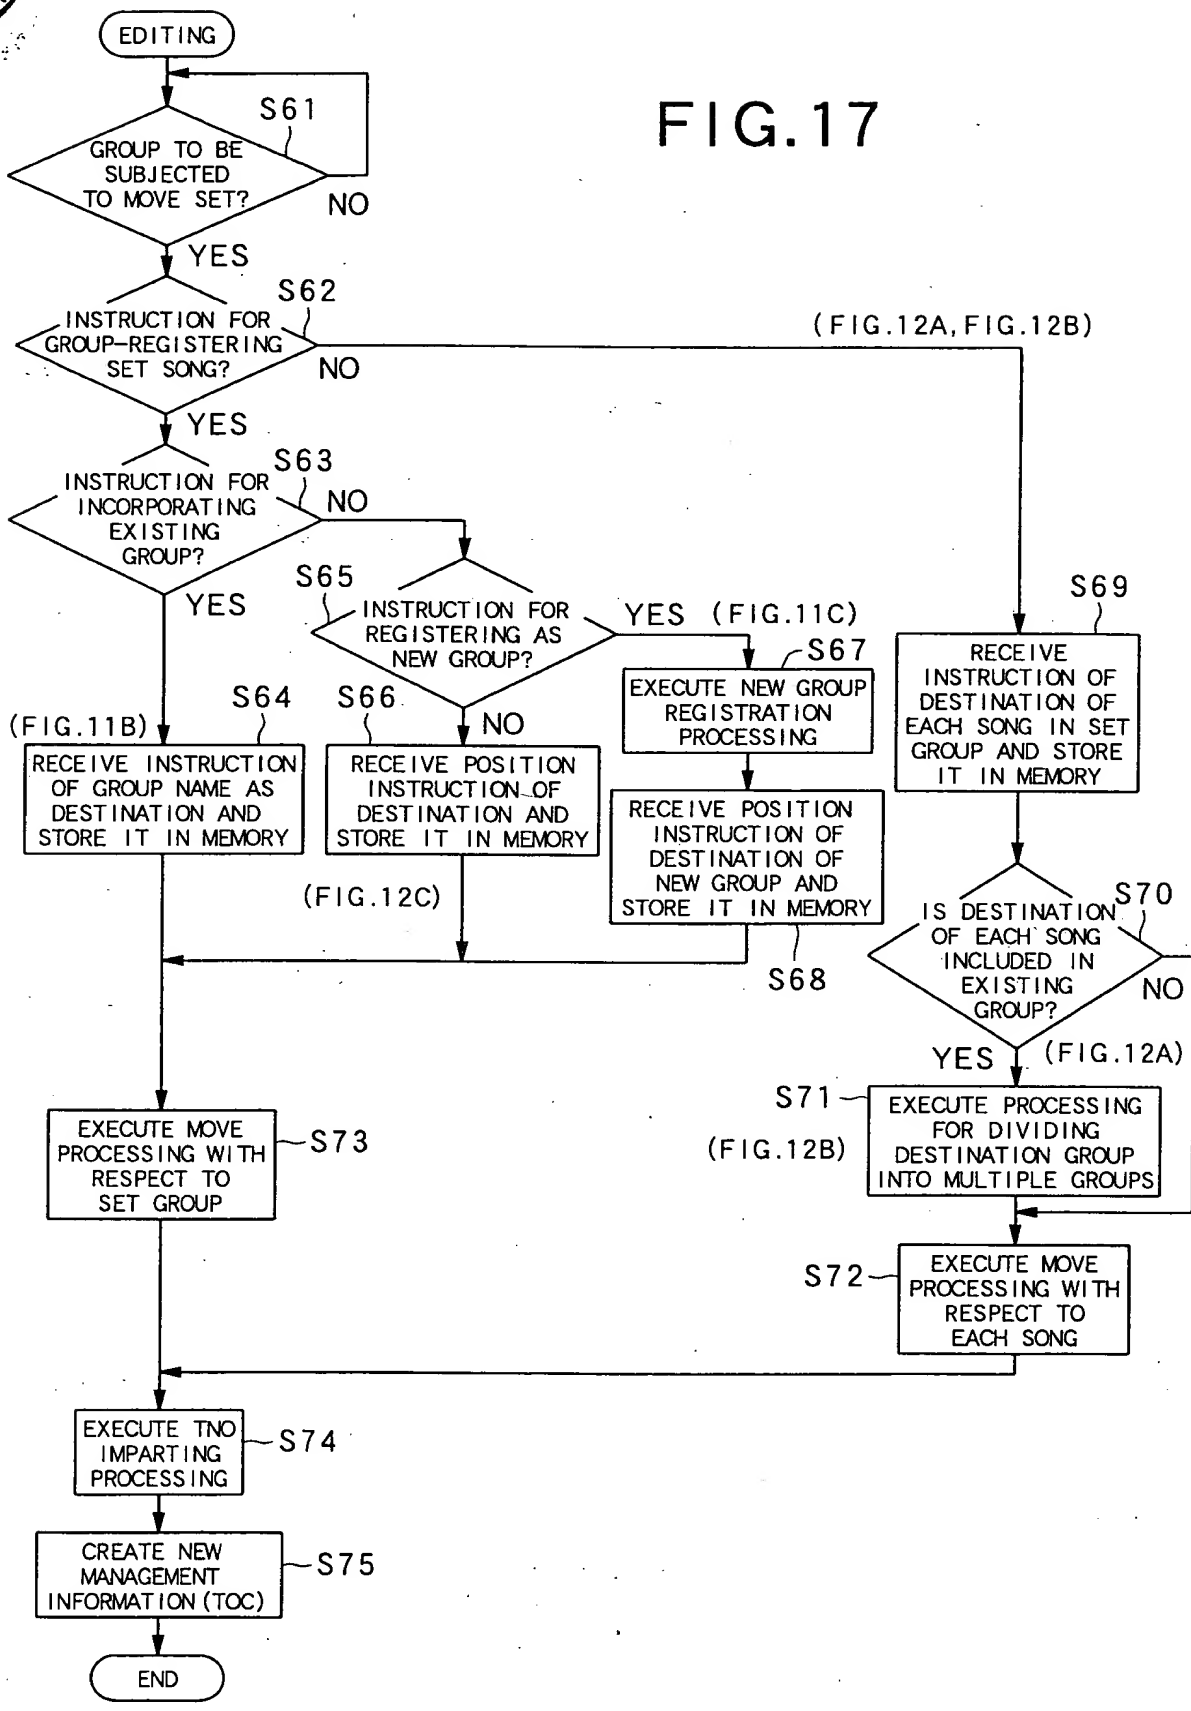 EDITING
FIG.17
S61
GROUP TO BE
SUBJECTED
TO MOVE SET?
NO
YES
S62
INSTRUCTION FOR
GROUP-REGISTERING
SET SONG?
NO
(FIG.12A, FIG.12B)
YES
S63
INSTRUCTION FOR
INCORPORATING
EXISTING
GROUP?
NO
YES
S65
INSTRUCTION FOR
REGISTERING AS
NEW GROUP?
YES (FIG.11C)
NO
S67
EXECUTE NEW GROUP
REGISTRATION
PROCESSING
S69
RECEIVE
INSTRUCTION OF
DESTINATION OF
EACH SONG IN SET
GROUP AND STORE
IT IN MEMORY
(FIG.11B)
S64
RECEIVE INSTRUCTION
OF GROUP NAME AS
DESTINATION AND
STORE IT IN MEMORY
S66
RECEIVE POSITION
INSTRUCTION OF
DESTINATION AND
STORE IT IN MEMORY
(FIG.12C)
RECEIVE POSITION
INSTRUCTION OF
DESTINATION OF
NEW GROUP AND
STORE IT IN MEMORY
S68
S70
IS DESTINATION
OF EACH SONG
INCLUDED IN
EXISTING
GROUP?
NO
YES
(FIG.12A)
S71
(FIG.12B)
EXECUTE PROCESSING
FOR DIVIDING
DESTINATION GROUP
INTO MULTIPLE GROUPS
EXECUTE MOVE
PROCESSING WITH
RESPECT TO
SET GROUP
S73
S72
EXECUTE MOVE
PROCESSING WITH
RESPECT TO
EACH SONG
EXECUTE TNO
IMPARTING
PROCESSING
S74
CREATE NEW
MANAGEMENT
INFORMATION(TOC)
S75
END